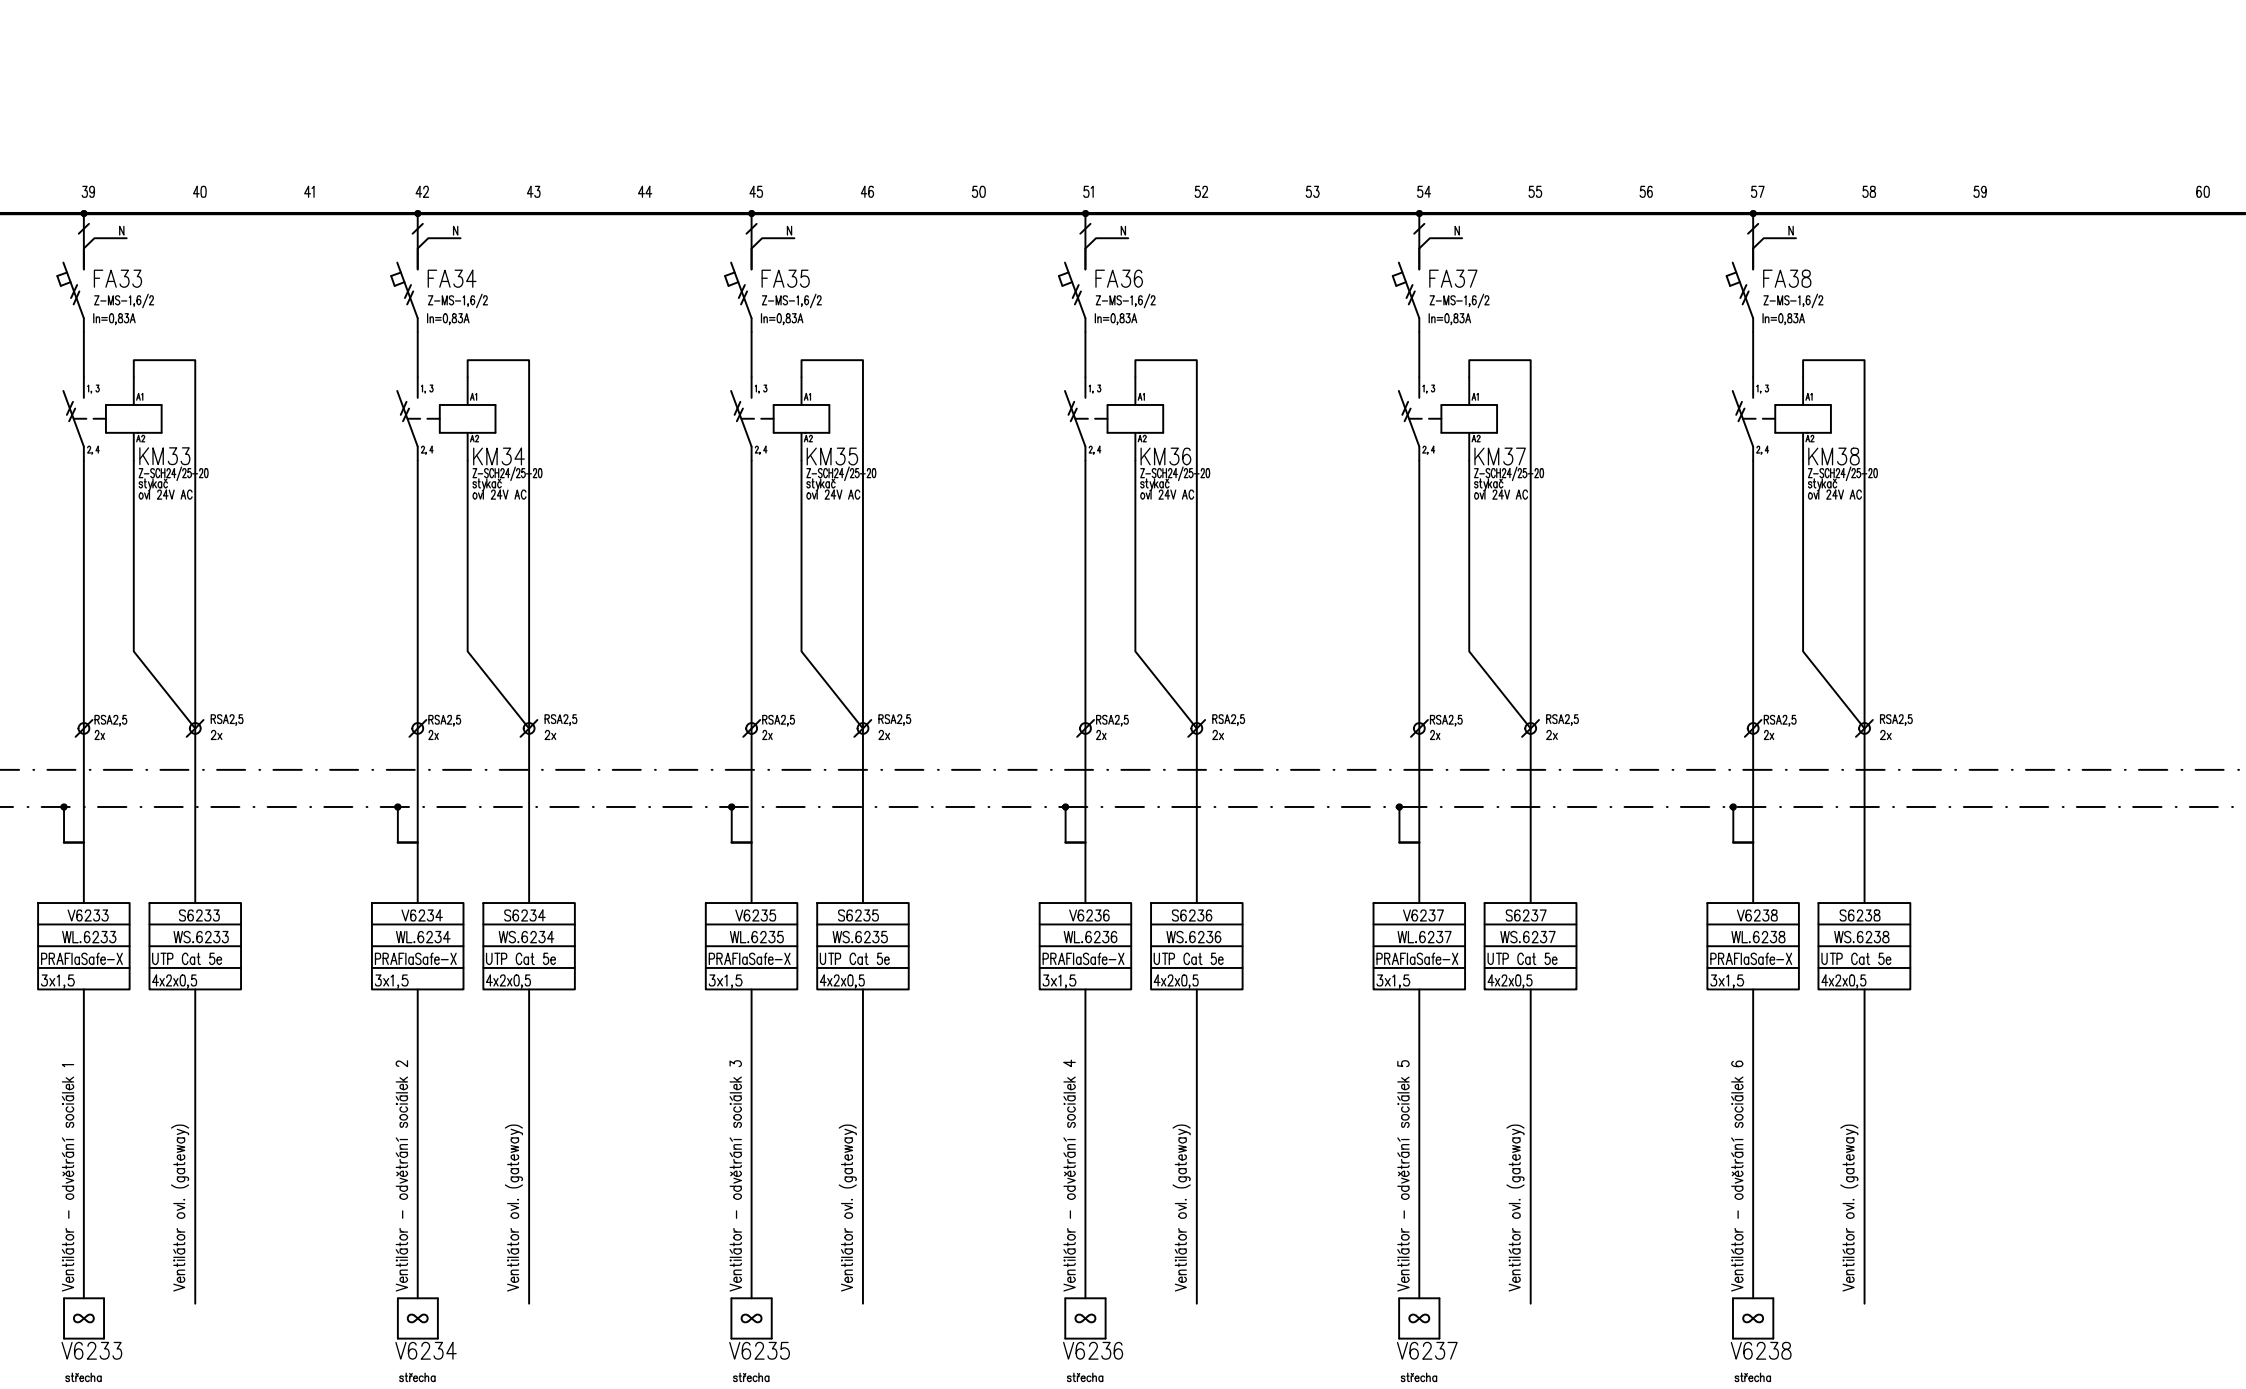 39 40 41 42 43 44 45 46 50 51 52 53 54 55 56 57 58 59 60
N N N N N N
FA33 FA34 FA35 FA36 FA37 FA38
Z-MS-1,6/2 Z-MS-1,6/2 Z-MS-1,6/2 Z-MS-1,6/2 Z-MS-1,6/2 Z-MS-1,6/2
In=0,83A In=0,83A In=0,83A In=0,83A In=0,83A In=0,83A
1,3 1,3 1,3 1,3 1,3 1,3
A1 A1 A1 A1 A1 A1
A2 A2 A2 A2 A2 A2
2,4 2,4 2,4 2,4 2,4 2,4
KM33 KM34 KM35 KM36 KM37 KM38
Z-SCH24/25-20 Z-SCH24/25-20 Z-SCH24/25-20 Z-SCH24/25-20 Z-SCH24/25-20 Z-SCH24/25-20
stykač stykač stykač stykač stykač stykač
ovl 24V AC ovl 24V AC ovl 24V AC ovl 24V AC ovl 24V AC ovl 24V AC
RSA2,5 RSA2,5 RSA2,5 RSA2,5 RSA2,5 RSA2,5 RSA2,5 RSA2,5 RSA2,5 RSA2,5 RSA2,5 RSA2,5
2x 2x 2x 2x 2x 2x 2x 2x 2x 2x 2x 2x
V6233 S6233 V6234 S6234 V6235 S6235 V6236 S6236 V6237 S6237 V6238 S6238
WL.6233 WS.6233 WL.6234 WS.6234 WL.6235 WS.6235 WL.6236 WS.6236 WL.6237 WS.6237 WL.6238 WS.6238
PRAFlaSafe-X UTP Cat 5e PRAFlaSafe-X UTP Cat 5e PRAFlaSafe-X UTP Cat 5e PRAFlaSafe-X UTP Cat 5e PRAFlaSafe-X UTP Cat 5e PRAFlaSafe-X UTP Cat 5e
3x1,5 4x2x0,5 3x1,5 4x2x0,5 3x1,5 4x2x0,5 3x1,5 4x2x0,5 3x1,5 4x2x0,5 3x1,5 4x2x0,5
Ventilátor - odvětrání sociálek 1
Ventilátor ovl. (gateway)
Ventilátor - odvětrání sociálek 2
Ventilátor ovl. (gateway)
Ventilátor - odvětrání sociálek 3
Ventilátor ovl. (gateway)
Ventilátor - odvětrání sociálek 4
Ventilátor ovl. (gateway)
Ventilátor - odvětrání sociálek 5
Ventilátor ovl. (gateway)
Ventilátor - odvětrání sociálek 6
Ventilátor ovl. (gateway)
V6233 V6234 V6235 V6236 V6237 V6238
střecha střecha střecha střecha střecha střecha